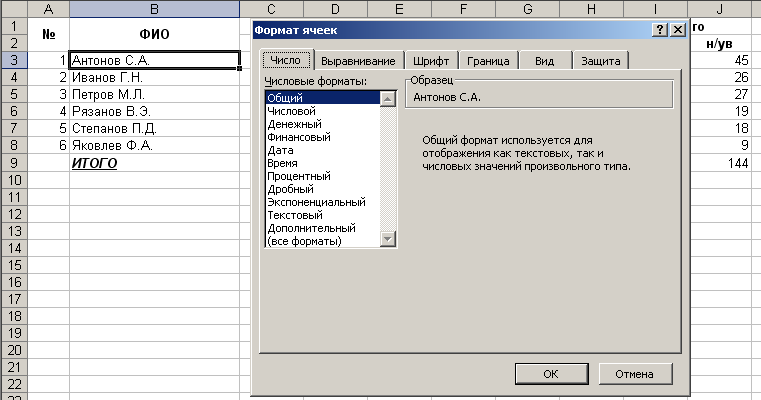 A B C D E F G H I J
1 № ФИО го
2 н/ув
3 1 Антонов С.А. 45
4 2 Иванов Г.Н. 26
5 3 Петров М.Л. 27
6 4 Рязанов В.Э. 19
7 5 Степанов П.Д. 18
8 6 Яковлев Ф.А. 9
9 ИТОГО 144
10
11
12
13
14
15
16
17
18
19
20
21
22
Формат ячеек
Число Выравнивание Шрифт Граница Вид Защита
Числовые форматы:
Общий
Числовой
Денежный
Финансовый
Дата
Время
Процентный
Дробный
Экспоненциальный
Текстовый
Дополнительный
(все форматы)
Образец
Антонов С.А.
Общий формат используется для
отображения как текстовых, так и
числовых значений произвольного типа.
ОК Отмена